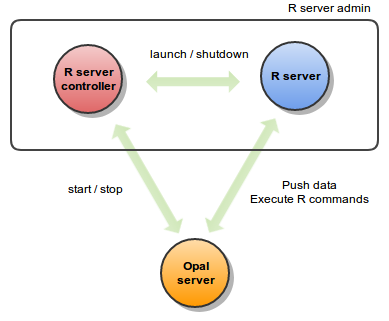 R server admin
launch / shutdown
R server
controller
R server
start / stop
Push data
Execute R commands
Opal
server